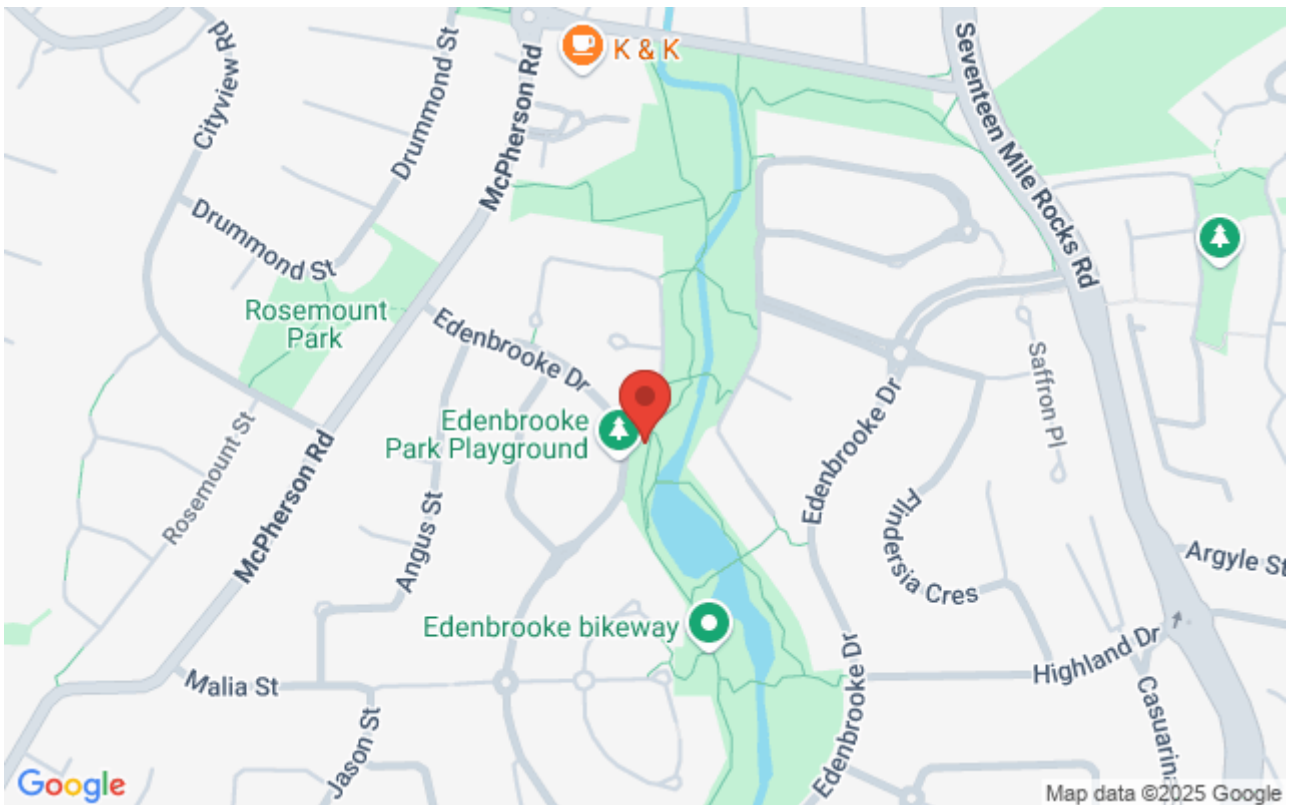 Cityview Rd
Drummond St
McPherson Rd
K & K
Seventeen Mile Rocks Rd
Drummond St
Rosemount
Park
Edenbrooke Dr
Saffron Pl
Edenbrooke
Park Playground
Edenbrooke Dr
Rosemount St
McPherson Rd
Angus St
Flindersia Cres
Argyle St
Edenbrooke bikeway
Highland Dr
Malia St
Jason St
Edenbrooke Dr
Casuarina
Google
Map data ©2025 Google